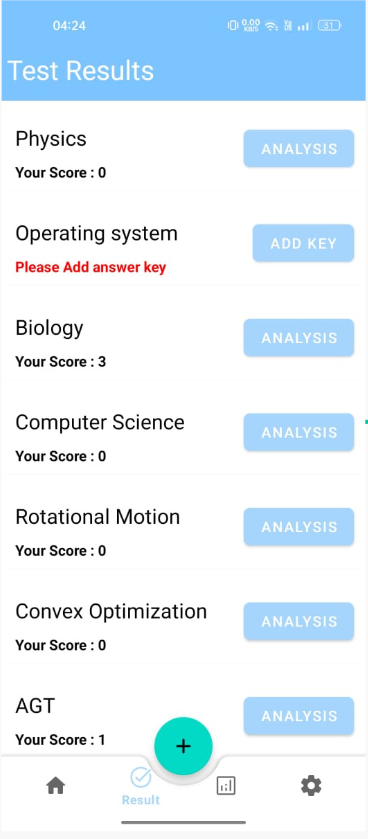 04:24
0.00
KB/S
31
Test Results
Physics
ANALYSIS
Your Score : 0
Operating system
ADD KEY
Please Add answer key
Biology
ANALYSIS
Your Score : 3
Computer Science
ANALYSIS
Your Score : 0
Rotational Motion
ANALYSIS
Your Score : 0
Convex Optimization
ANALYSIS
Your Score : 0
AGT
ANALYSIS
Your Score : 1
+
Result